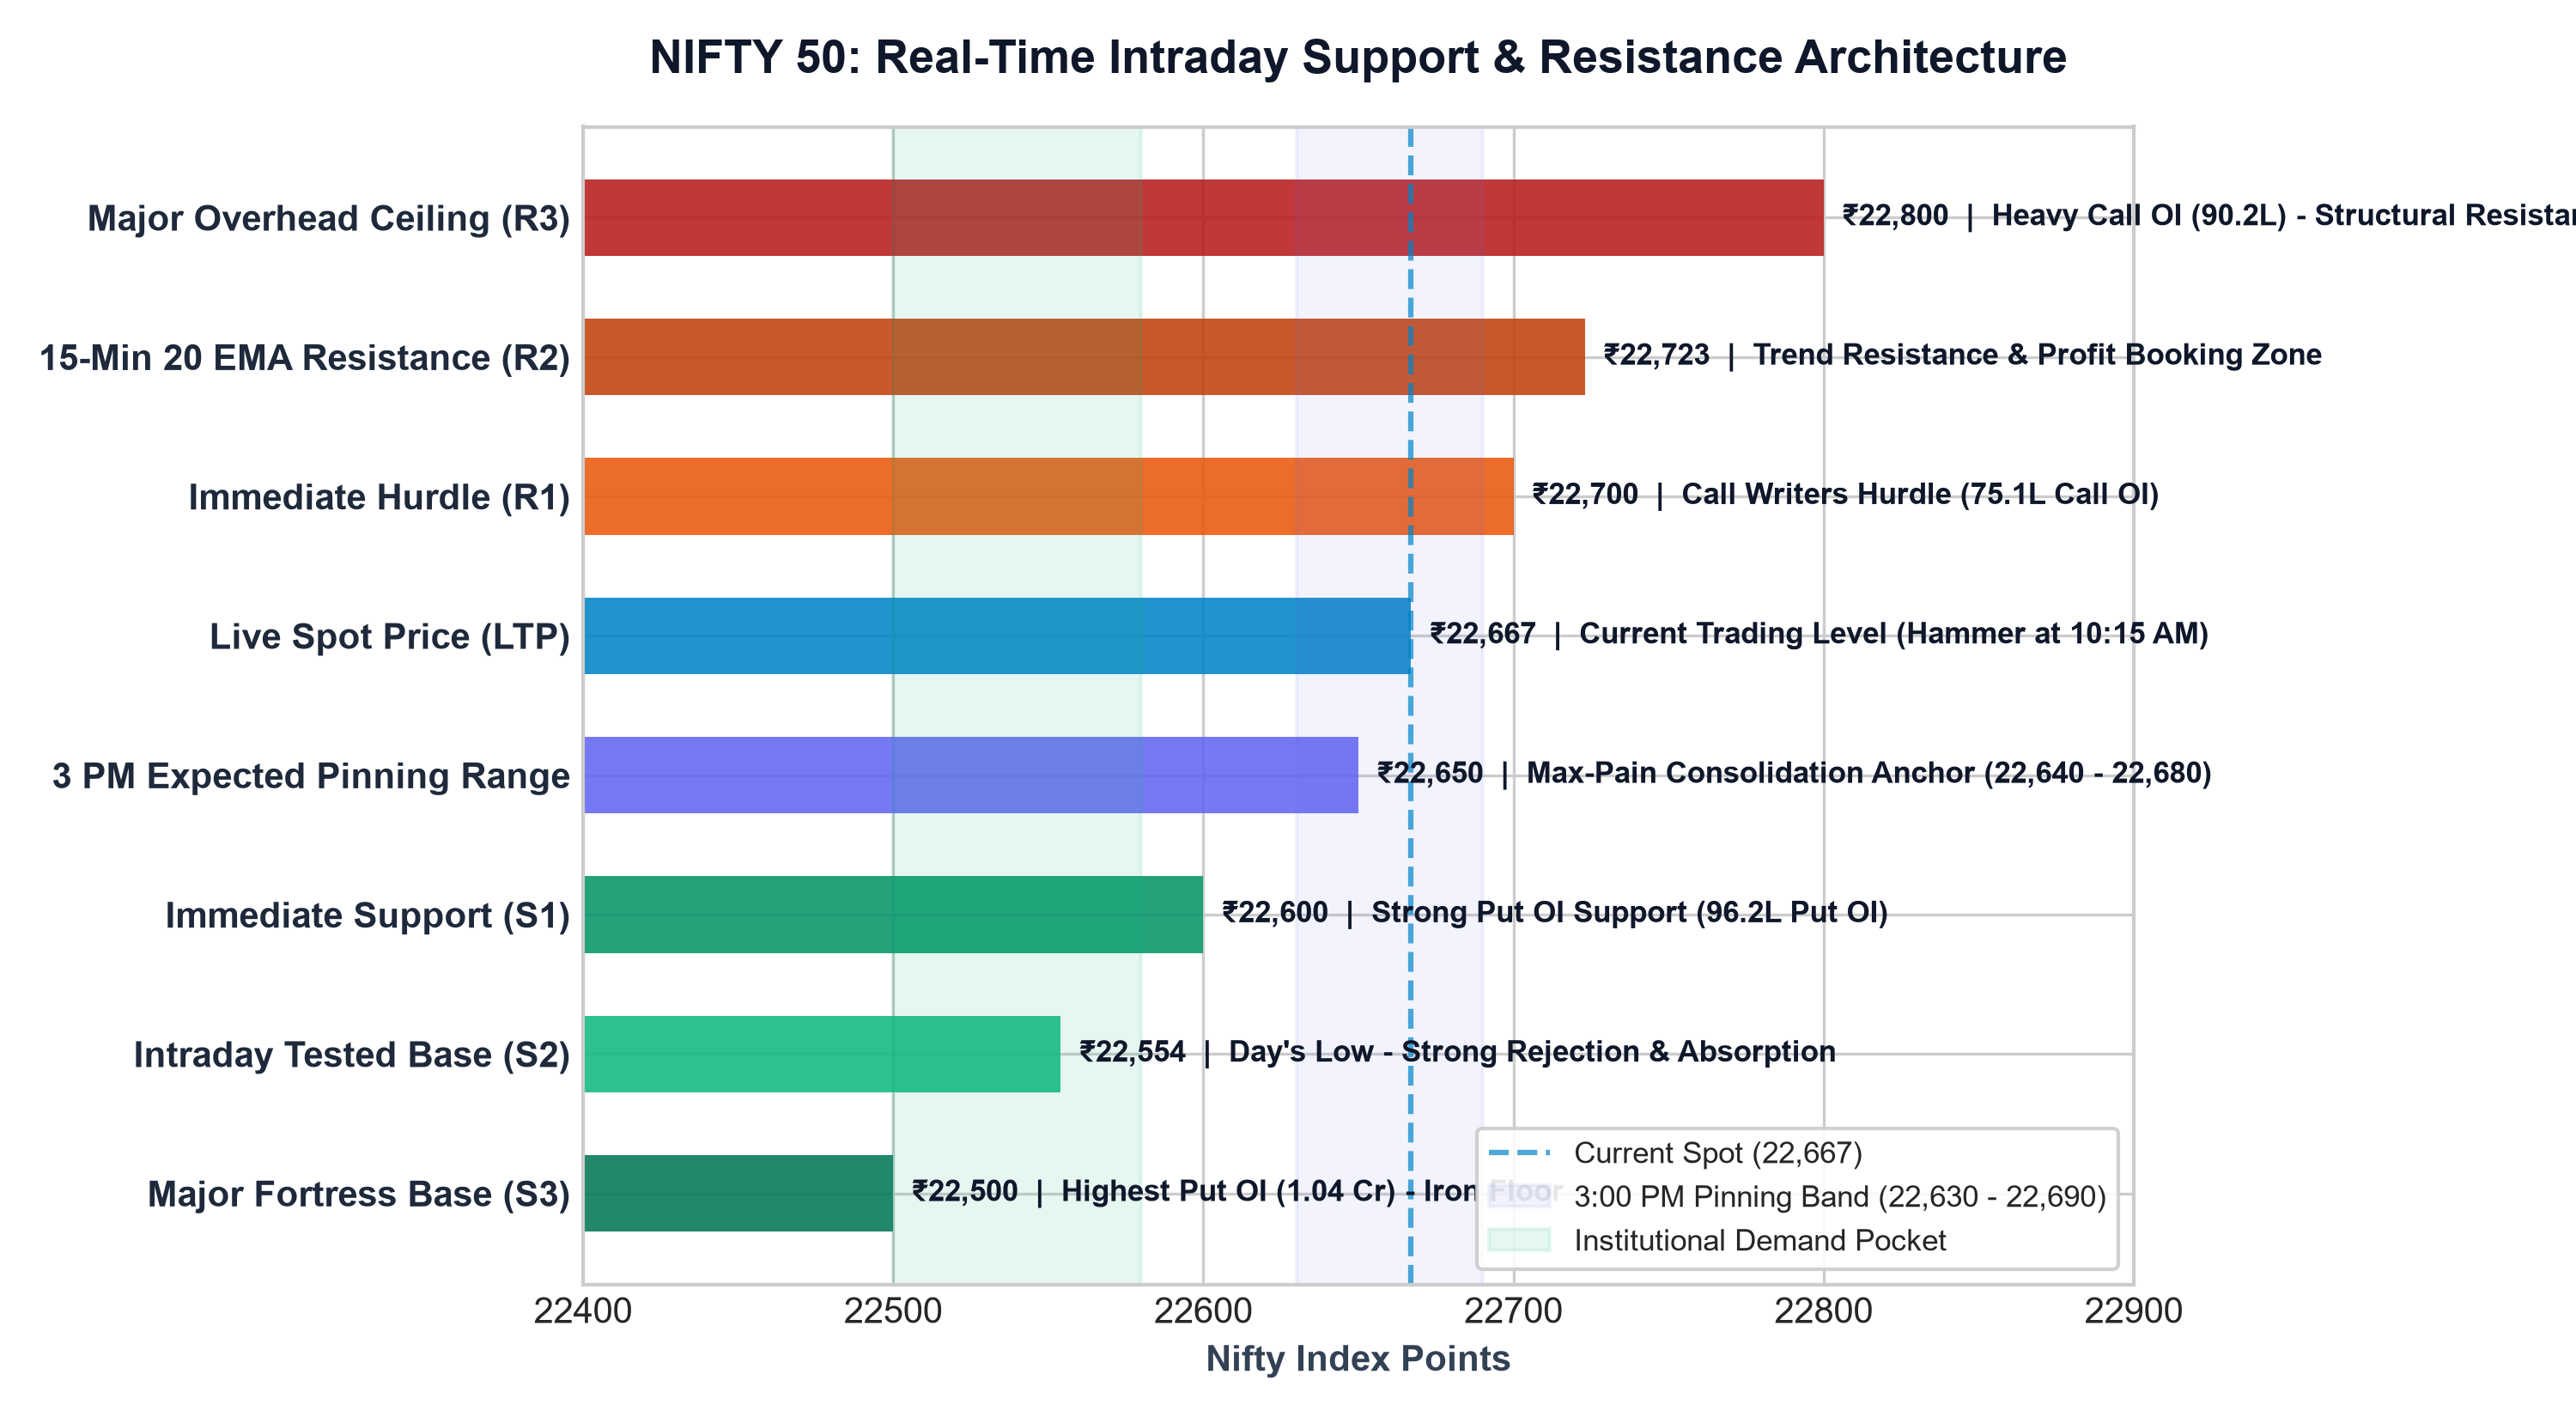 NIFTY 50: Real-Time Intraday Support & Resistance Architecture
Major Overhead Ceiling (R3)
₹22,800 | Heavy Call OI (90.2L) - Structural
15-Min 20 EMA Resistance (R2)
₹22,723 | Trend Resistance & Profit Booking Zone
Immediate Hurdle (R1)
₹22,700 | Call Writers Hurdle (75.1L Call OI)
Live Spot Price (LTP)
₹22,667 | Current Trading Level (Hammer at 10:15 AM)
3 PM Expected Pinning Range
₹22,650 | Max-Pain Consolidation Anchor (22,640 - 22,680)
Immediate Support (S1)
₹22,600 | Strong Put OI Support (96.2L Put OI)
Intraday Tested Base (S2)
₹22,554 | Day's Low - Strong Rejection & Absorption
Major Fortress Base (S3)
₹22,500 | Highest Put OI (1.04 Cr) - Iron Floor
Current Spot (22,667)
3:00 PM Pinning Band (22,630 - 22,690)
Institutional Demand Pocket
22400 22500 22600 22700 22800 22900
Nifty Index Points